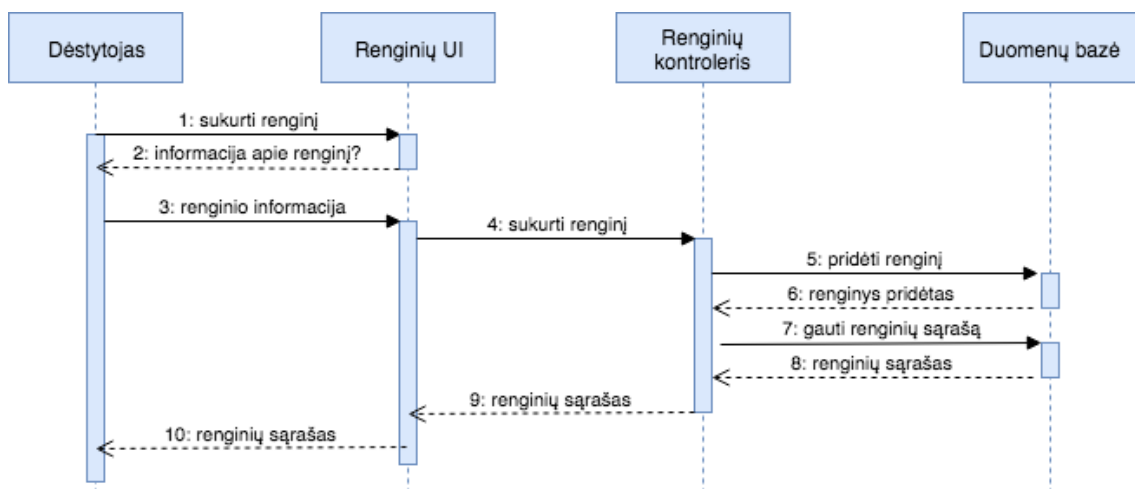 Dėstytojas
Renginių UI
Renginių
kontroleris
Duomenų bazė
1: sukurti renginį
2: informacija apie renginį?
3: renginio informacija
4: sukurti renginį
5: pridėti renginį
6: renginys pridėtas
7: gauti renginių sąrašą
8: renginių sąrašas
9: renginių sąrašas
10: renginių sąrašas